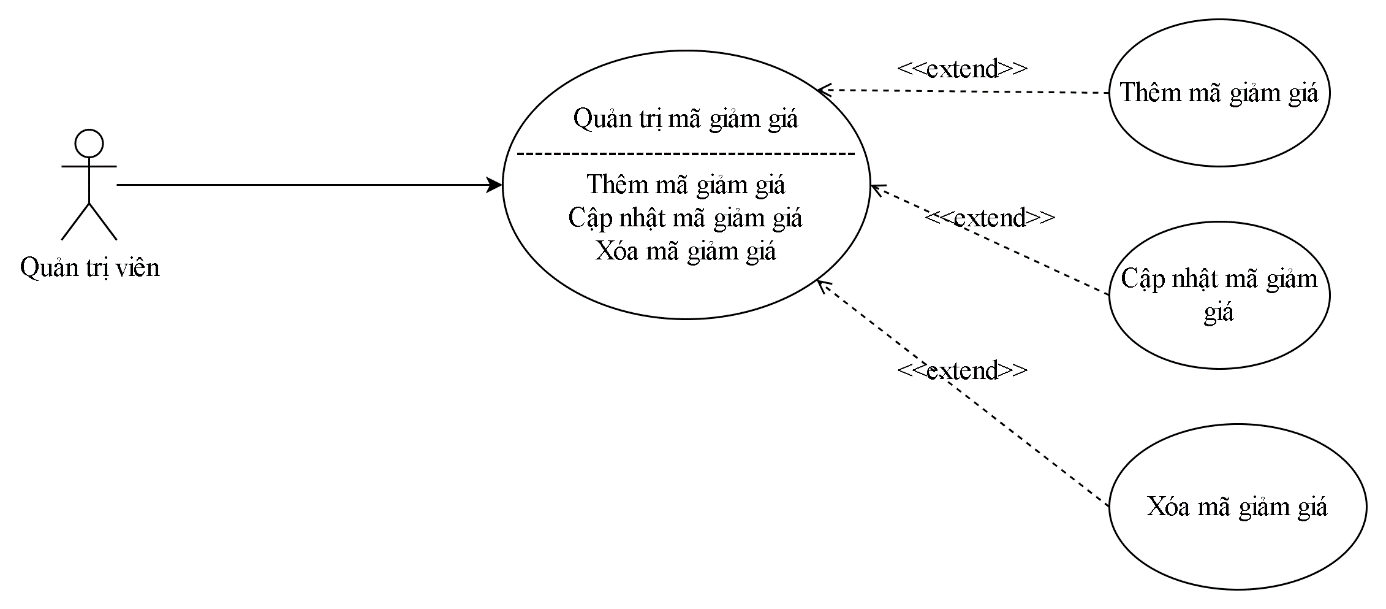 Quản trị viên
Quản trị mã giảm giá
Thêm mã giảm giá
Cập nhật mã giảm giá
Xóa mã giảm giá
<<extend>>
Thêm mã giảm giá
<<extend>>
Cập nhật mã giảm
giá
<<extend>>
Xóa mã giảm giá